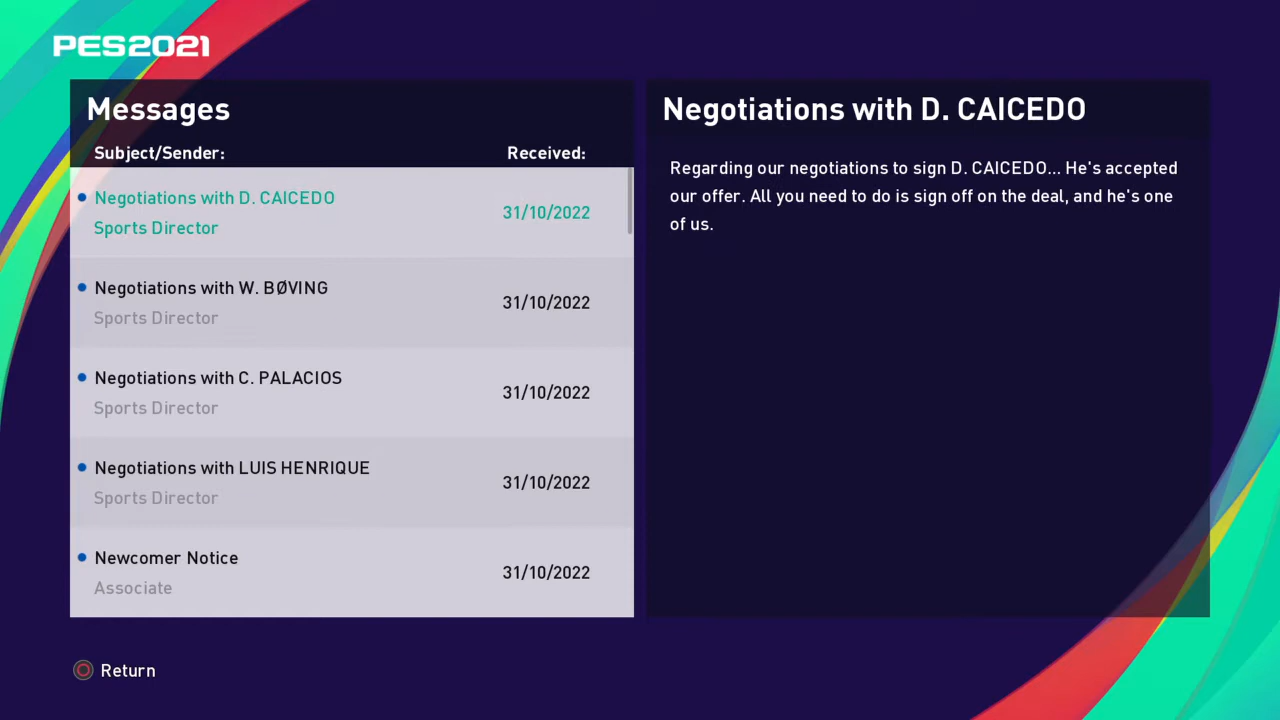 PES2021
Messages
Subject/Sender:
Received:
Negotiations with D. CAICEDO
Sports Director
31/10/2022
Negotiations with W. BØVING
Sports Director
31/10/2022
Negotiations with C. PALACIOS
Sports Director
31/10/2022
Negotiations with LUIS HENRIQUE
Sports Director
31/10/2022
Newcomer Notice
Associate
31/10/2022
Negotiations with D. CAICEDO
Regarding our negotiations to sign D. CAICEDO... He's accepted
our offer. All you need to do is sign off on the deal, and he's one
of us.
Return